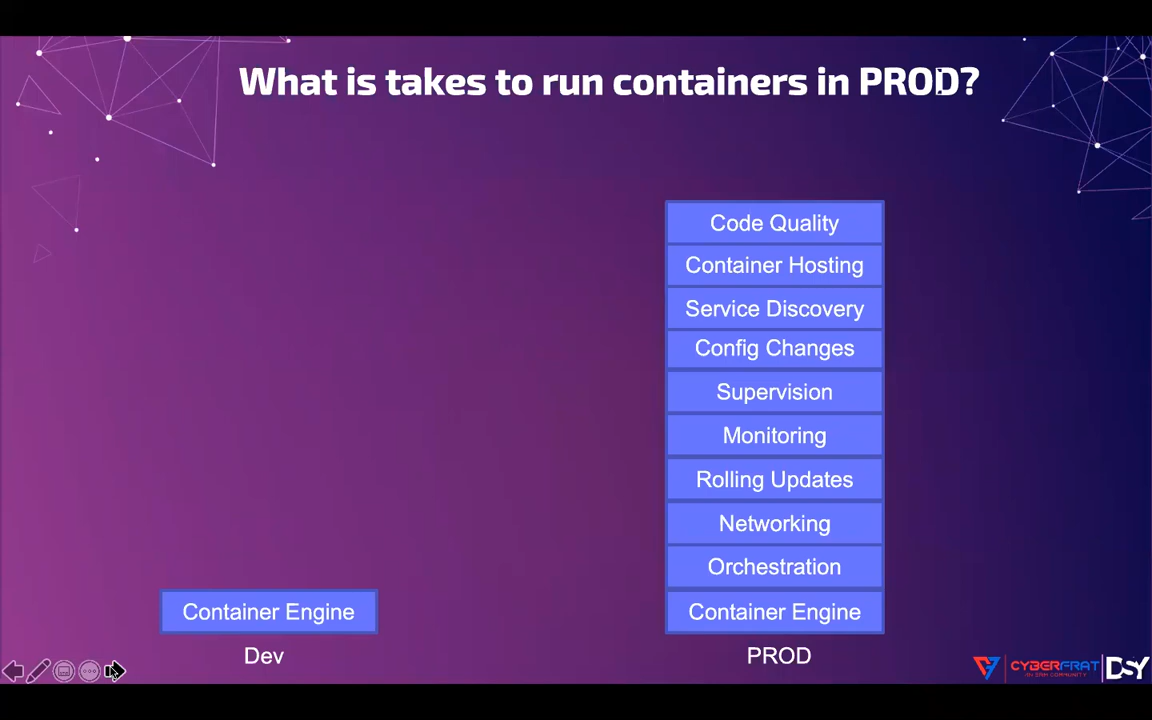 What is takes to run containers in PROD?
Code Quality
Container Hosting
Service Discovery
Config Changes
Supervision
Monitoring
Rolling Updates
Networking
Orchestration
Container Engine
Container Engine
Dev
PROD
CYBERFRAT
DSY